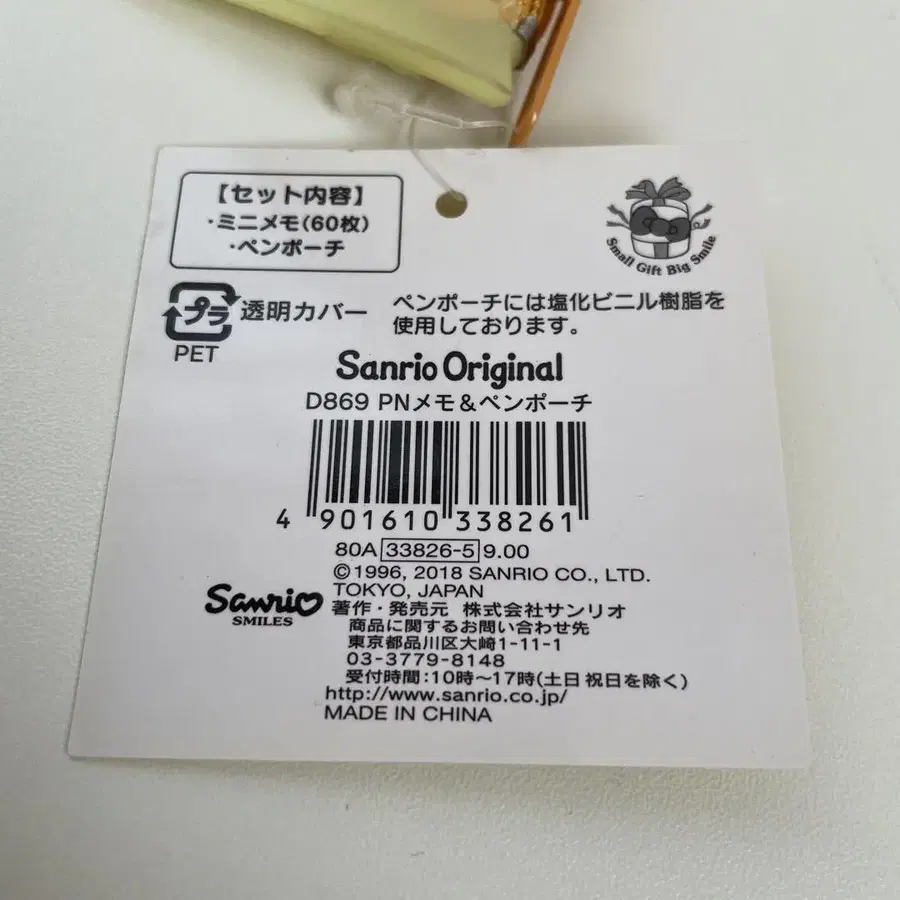 【セット内容】
・ミニメモ(60枚)
・ペンポーチ
Small Gift Big Smile
プラ 透明カバー
PET
ペンポーチには塩化ビニル樹脂を
使用しております。
Sanrio Original
D869 PNメモ&ペンポーチ
4 901610 338261
80A 33826-5 9.00
©1996, 2018 SANRIO CO., LTD.
TOKYO, JAPAN
Sanrio
SMILES
著作・発売元 株式会社サンリオ
商品に関するお問い合わせ先
東京都品川区大崎1-11-1
03-3779-8148
受付時間:10時～17時(土日祝日を除く)
http://www.sanrio.co.jp/
MADE IN CHINA